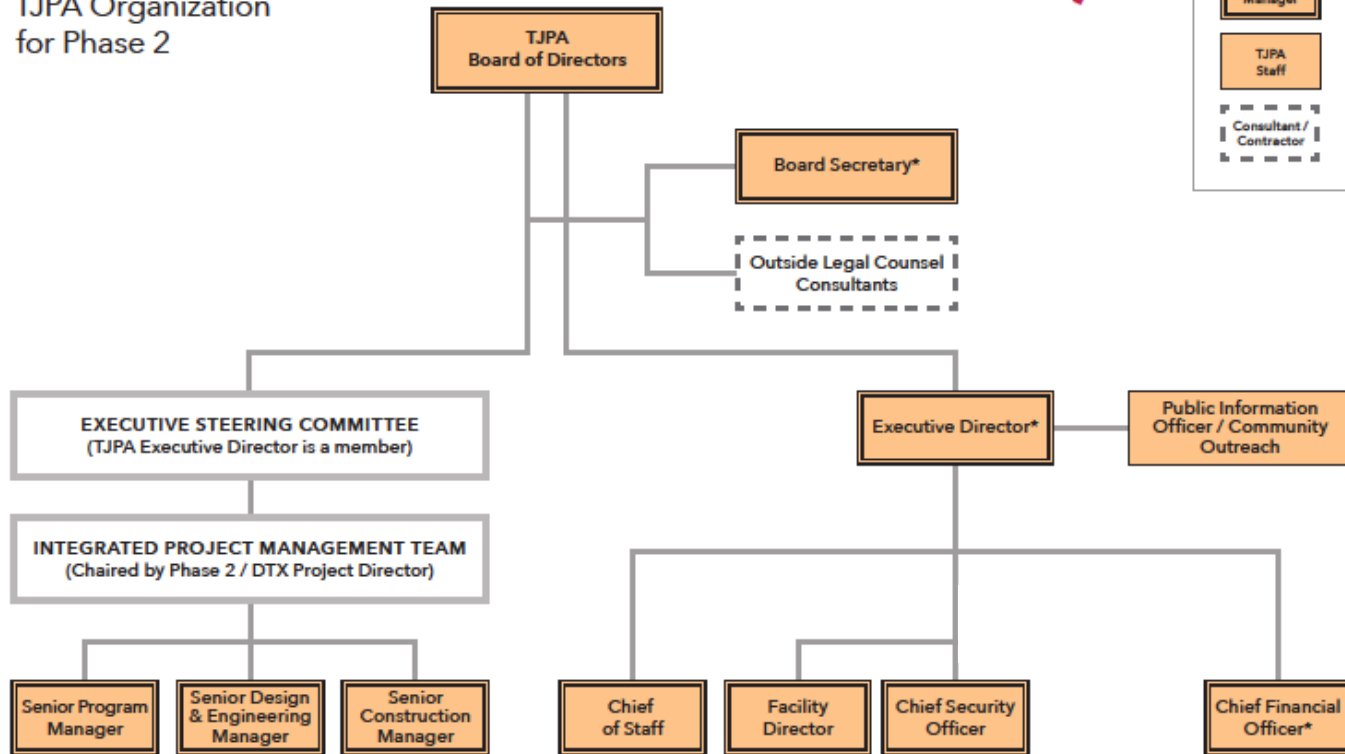 TJPA Organization
for Phase 2
Manager
TJPA
Staff
Consultant /
Contractor
TJPA
Board of Directors
Board Secretary*
Outside Legal Counsel
Consultants
EXECUTIVE STEERING COMMITTEE
(TJPA Executive Director is a member)
Executive Director*
Public Information
Officer / Community
Outreach
INTEGRATED PROJECT MANAGEMENT TEAM
(Chaired by Phase 2 / DTX Project Director)
Senior Program
Manager
Senior Design
& Engineering
Manager
Senior
Construction
Manager
Chief
of Staff
Facility
Director
Chief Security
Officer
Chief Financial
Officer*